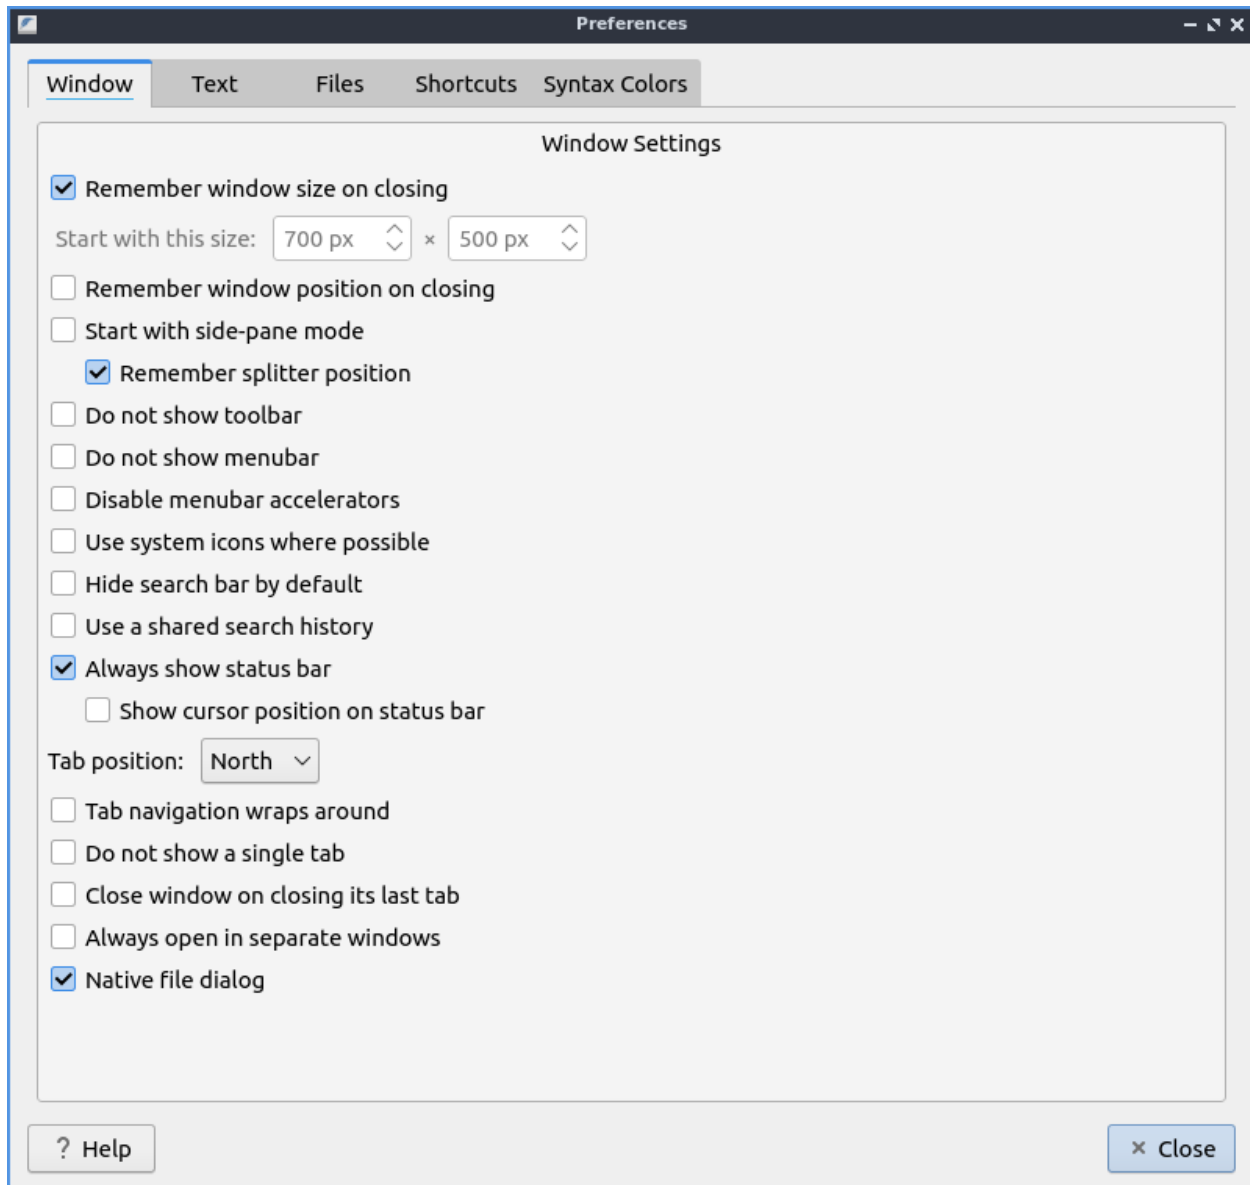 Preferences
Window Text Files Shortcuts Syntax Colors
Window Settings
Remember window size on closing
Start with this size: 700 px × 500 px
Remember window position on closing
Start with side-pane mode
Remember splitter position
Do not show toolbar
Do not show menubar
Disable menubar accelerators
Use system icons where possible
Hide search bar by default
Use a shared search history
Always show status bar
Show cursor position on status bar
Tab position: North
Tab navigation wraps around
Do not show a single tab
Close window on closing its last tab
Always open in separate windows
Native file dialog
? Help × Close